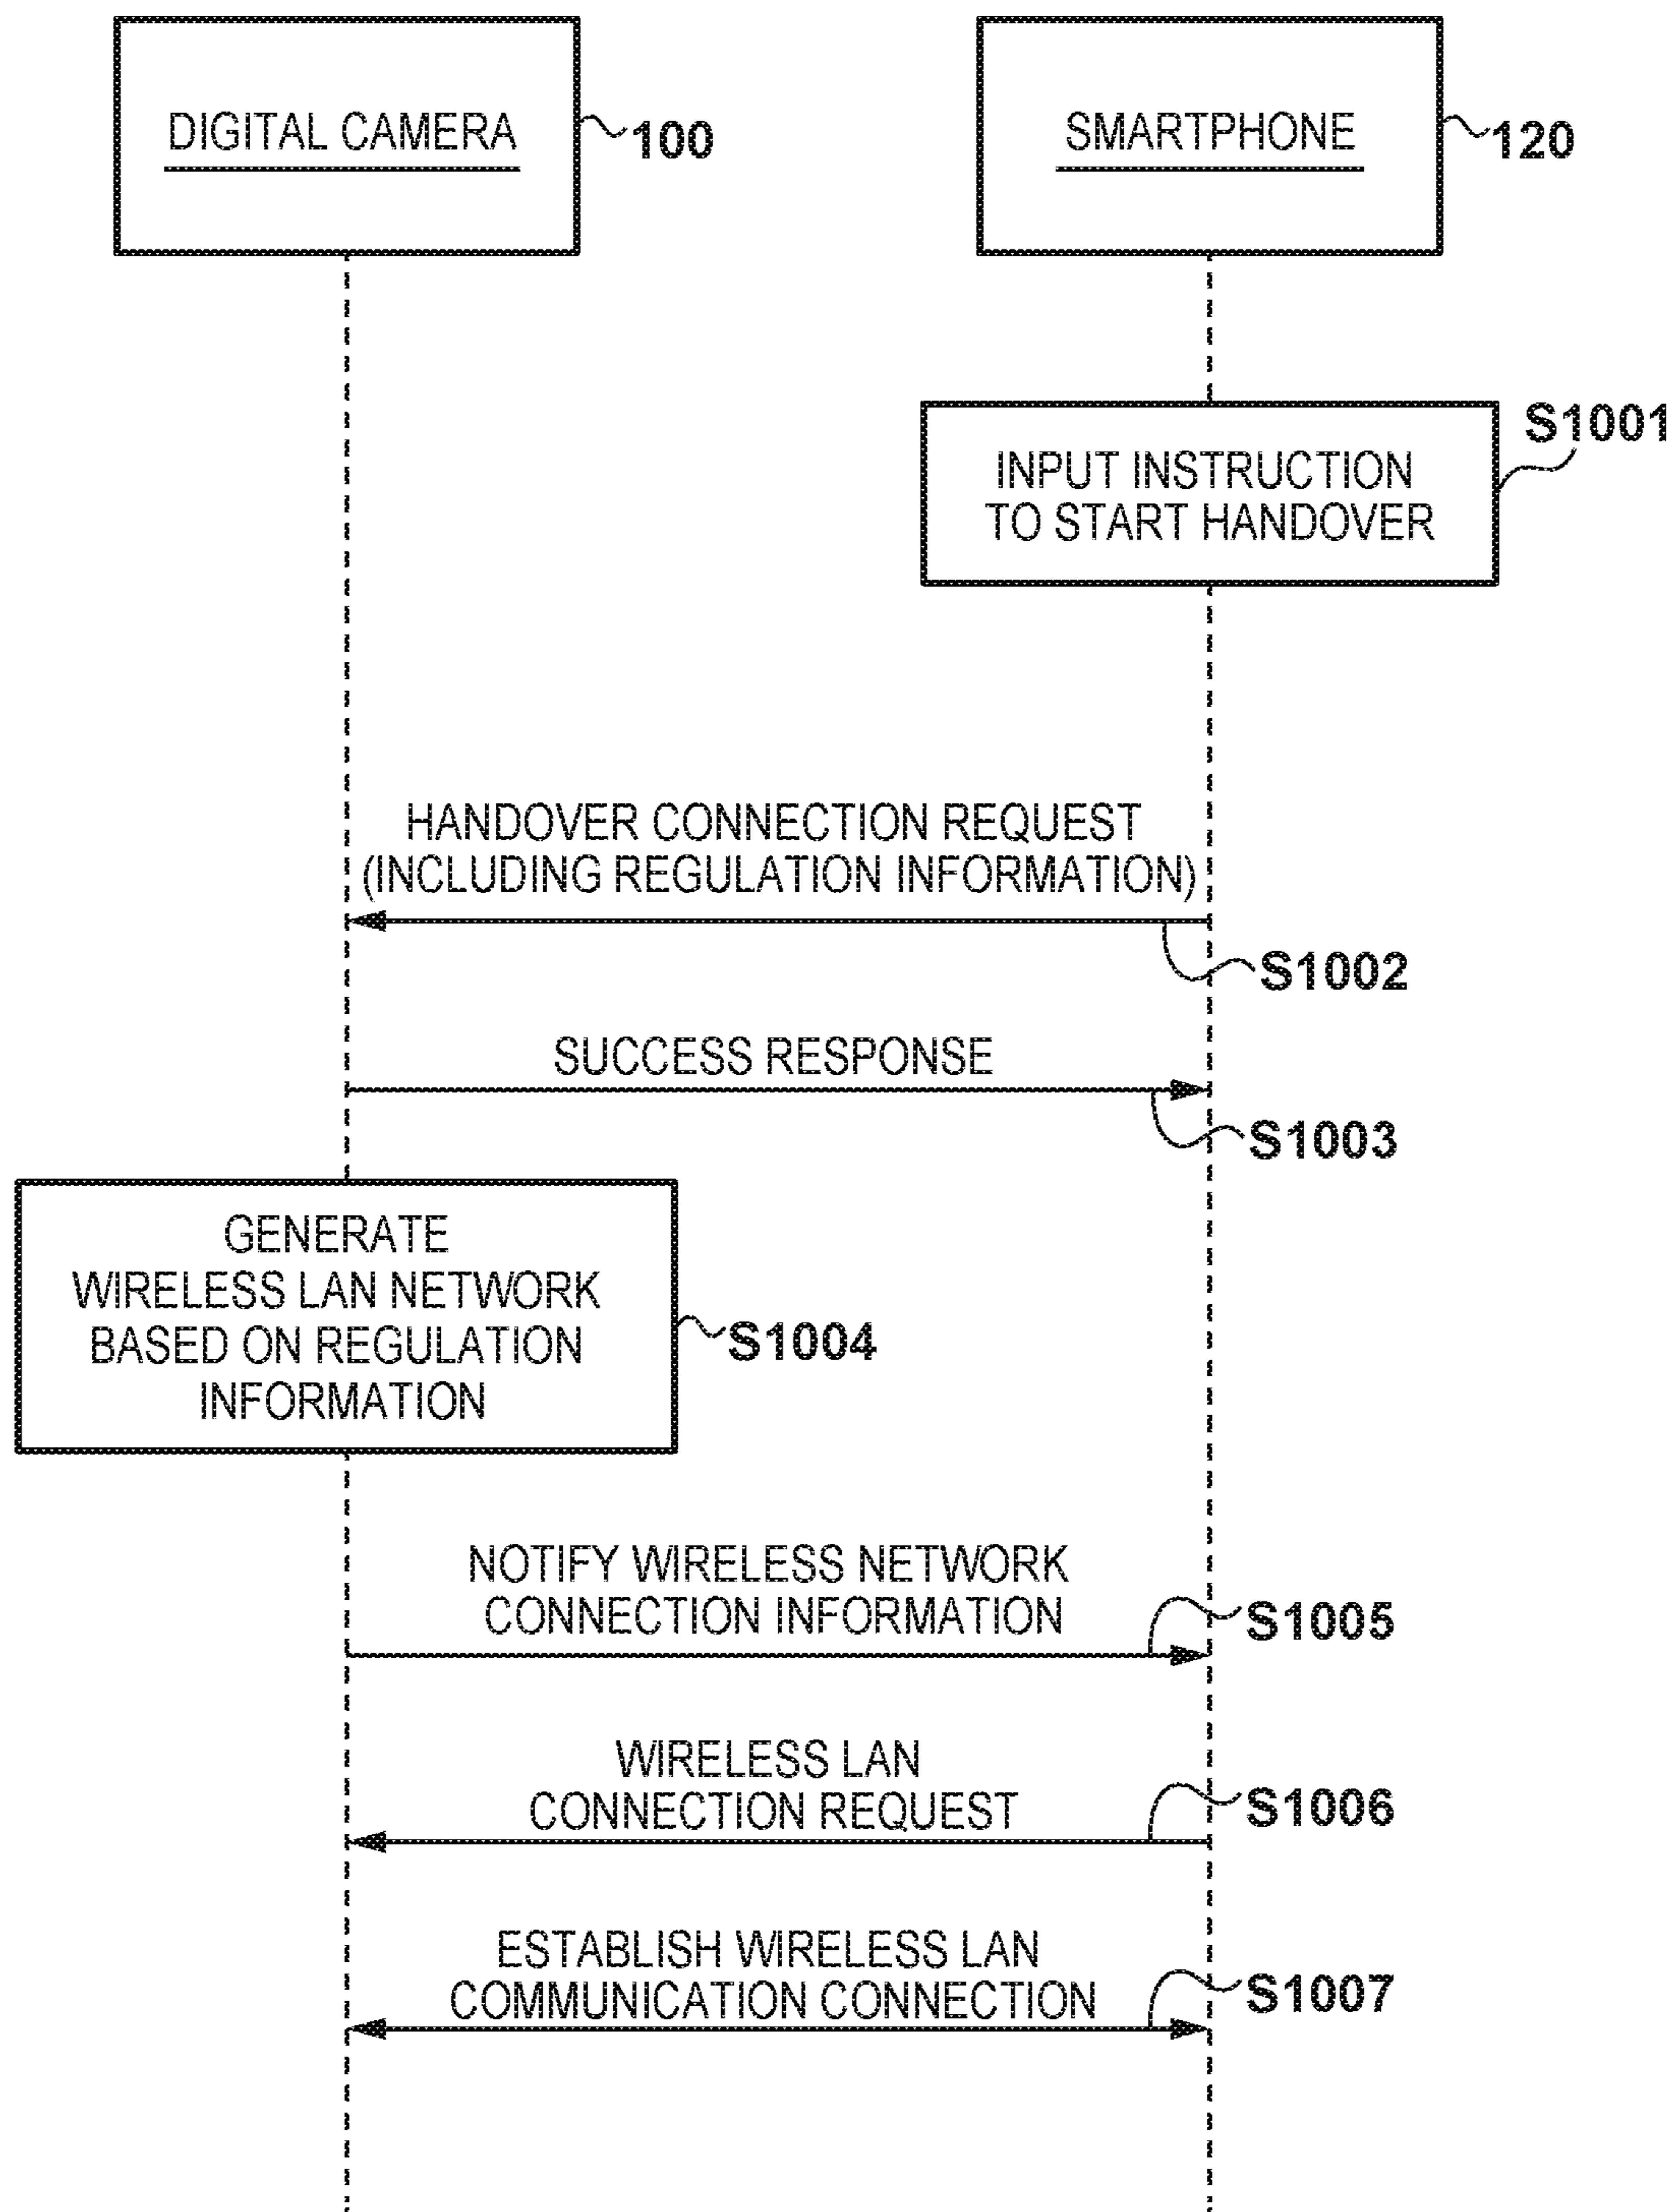 DIGITAL CAMERA
100
SMARTPHONE
120
S1001
INPUT INSTRUCTION
TO START HANDOVER
HANDOVER CONNECTION REQUEST
(INCLUDING REGULATION INFORMATION)
S1002
SUCCESS RESPONSE
S1003
GENERATE
WIRELESS LAN NETWORK
BASED ON REGULATION
INFORMATION
S1004
NOTIFY WIRELESS NETWORK
CONNECTION INFORMATION
S1005
WIRELESS LAN
CONNECTION REQUEST
S1006
ESTABLISH WIRELESS LAN
COMMUNICATION CONNECTION
S1007